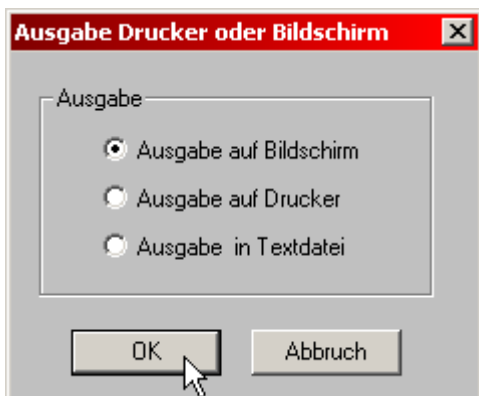 Ausgabe Drucker oder Bildschirm
Ausgabe
Ausgabe auf Bildschirm
Ausgabe auf Drucker
Ausgabe in Textdatei
OK Abbruch